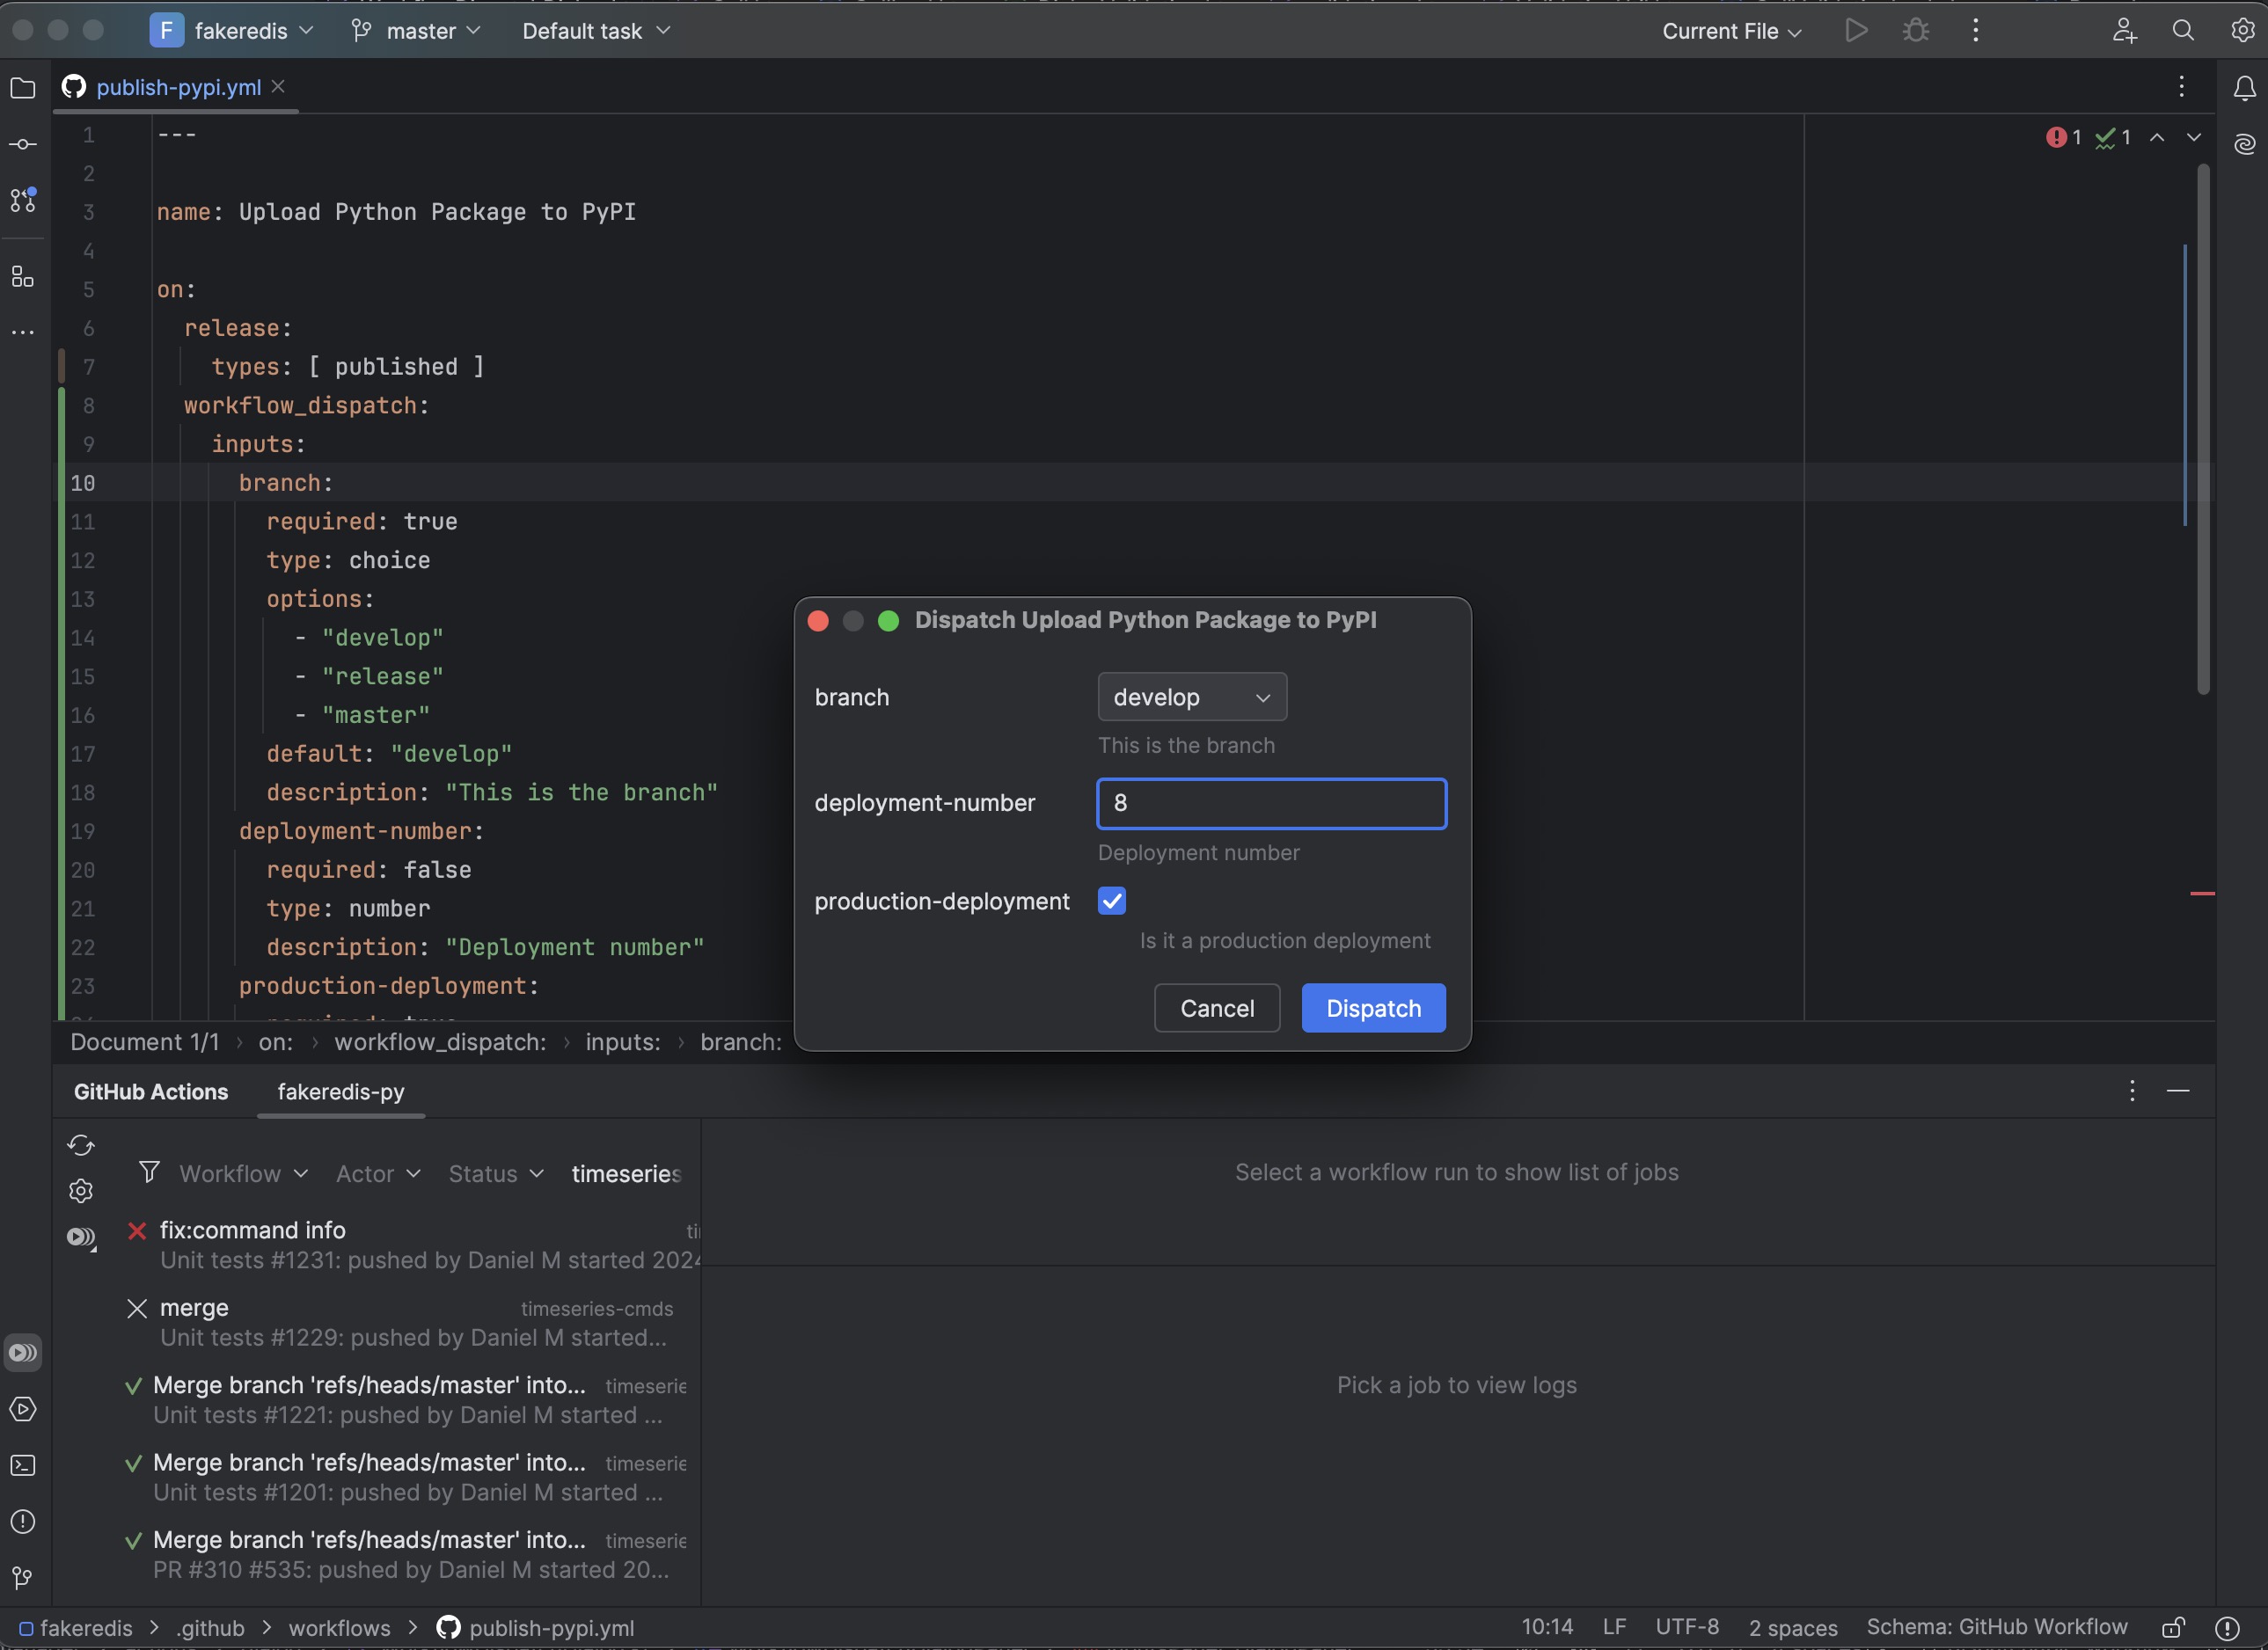 F fakeredis master Default task Current File
publish-pypi.yml
1 ---
1 1
2
3 name: Upload Python Package to PyPI
4
5 on:
6 release:
7 types: [ published ]
8 workflow_dispatch:
9 inputs:
10 branch:
11 required: true
12 type: choice
13 options:
14 - "develop"
15 - "release"
16 - "master"
17 default: "develop"
18 description: "This is the branch"
19 deployment-number:
20 required: false
21 type: number
22 description: "Deployment number"
23 production-deployment:
Dispatch Upload Python Package to PyPI
branch develop
This is the branch
deployment-number 8
Deployment number
production-deployment
Is it a production deployment
Cancel Dispatch
Document 1/1 › on: › workflow_dispatch: › inputs: › branch:
GitHub Actions fakeredis-py
Workflow Actor Status timeseries
Select a workflow run to show list of jobs
fix:command info
Unit tests #1231: pushed by Daniel M started 2024
merge timeseries-cmds
Unit tests #1229: pushed by Daniel M started...
Merge branch 'refs/heads/master' into... timeserie
Unit tests #1221: pushed by Daniel M started ...
Merge branch 'refs/heads/master' into... timeserie
Unit tests #1201: pushed by Daniel M started ...
Merge branch 'refs/heads/master' into... timeserie
PR #310 #535: pushed by Daniel M started 20...
Pick a job to view logs
fakeredis > .github > workflows > publish-pypi.yml
10:14 LF UTF-8 2 spaces Schema: GitHub Workflow